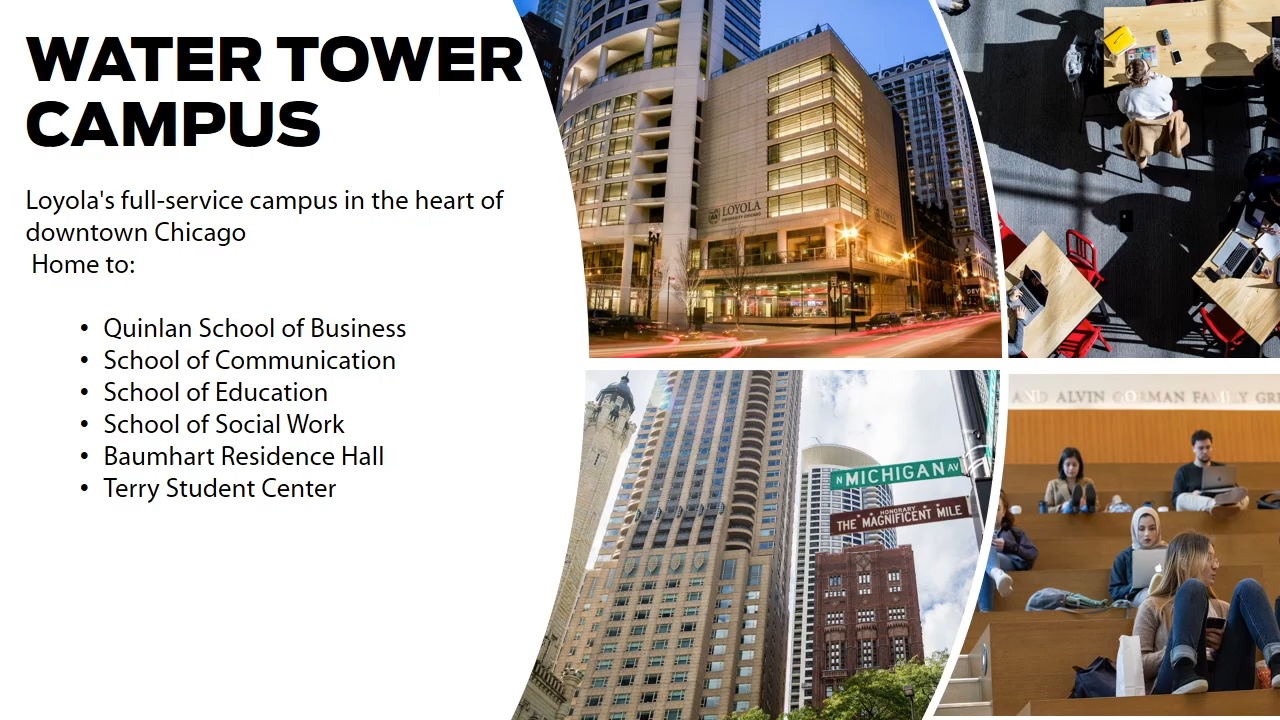 WATER TOWER
CAMPUS
Loyola's full-service campus in the heart of
downtown Chicago
Home to:
• Quinlan School of Business
• School of Communication
• School of Education
• School of Social Work
• Baumhart Residence Hall
• Terry Student Center
LOYOLA
UNIVERSITY CHICAGO
N MICHIGAN AV
HONORARY
THE MAGNIFICENT MILE
AND ALVIN GORMAN FAMILY